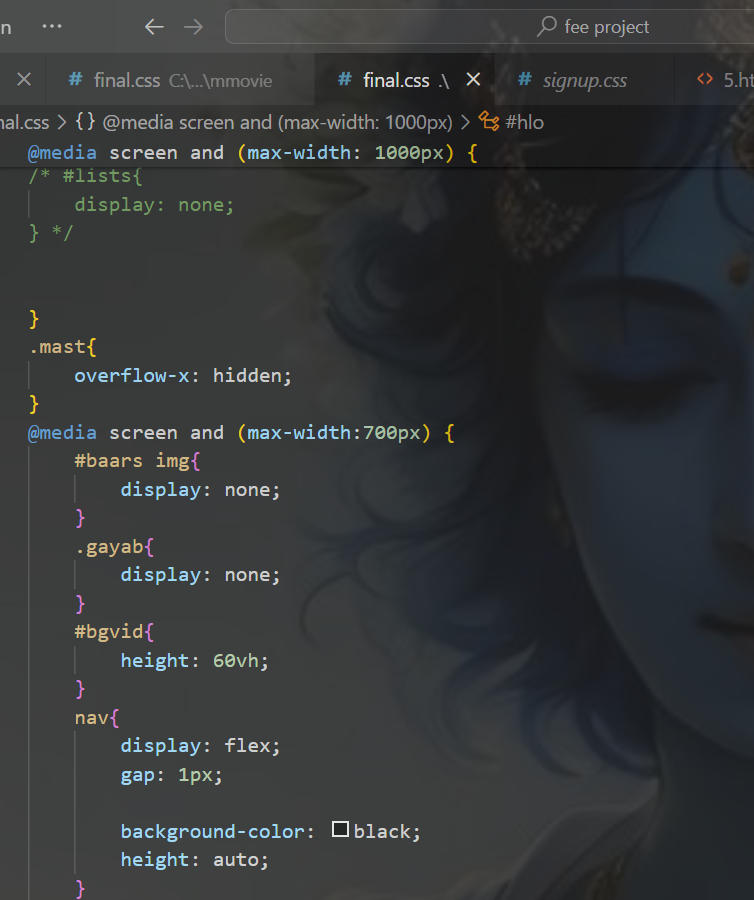 n ··· ← → fee project
× # final.css C:\...\mmovie # final.css .\ × # signup.css <> 5.ht
nal.css > {} @media screen and (max-width: 1000px) > #hlo
@media screen and (max-width: 1000px) {
/* #lists{
display: none;
} */
}
.mast{
overflow-x: hidden;
}
@media screen and (max-width:700px) {
#baars img{
display: none;
}
.gayab{
display: none;
}
#bgvid{
height: 60vh;
}
nav{
display: flex;
gap: 1px;
background-color: black;
height: auto;
}